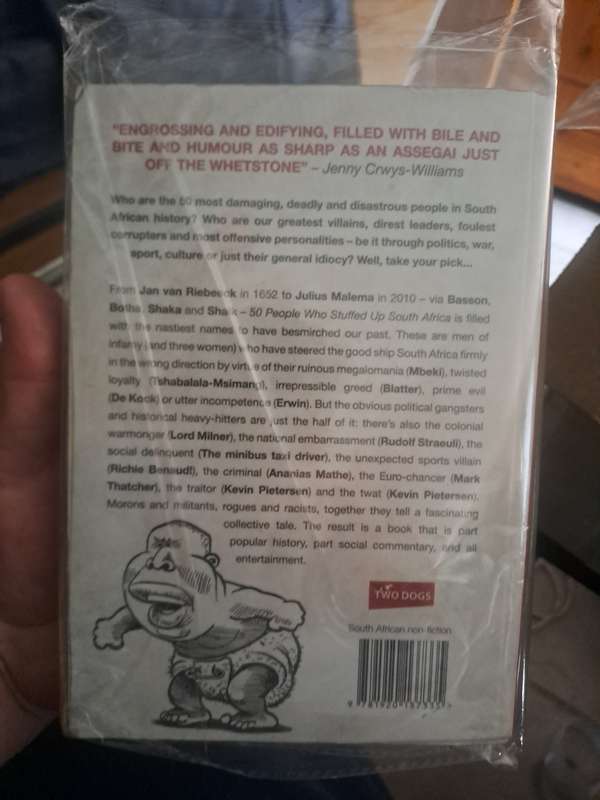 "ENGROSSING AND EDIFYING, FILLED WITH BILE AND
BITE AND HUMOUR AS SHARP AS AN ASSEGAI JUST
OFF THE WHETSTONE" – Jenny Crwys-Williams
Who are the 50 most damaging, deadly and disastrous people in South
African history? Who are our greatest villains, direst leaders, foulest
corrupters and most offensive personalities – be it through politics, war,
sport, culture or just their general idiocy? Well, take your pick...
From Jan van Riebeeck in 1652 to Julius Malema in 2010 – via Basson,
Botha, Shaka and Shaik – 50 People Who Stuffed Up South Africa is filled
with the nastiest names to have besmirched our past. These are men of
infamy (and three women) who have steered the good ship South Africa firmly
in the wrong direction by virtue of their ruinous megalomania (Mbeki), twisted
loyalty (Tshabalala-Msimang), irrepressible greed (Blatter), prime evil
(De Kock) or utter incompetence (Erwin). But the obvious political gangsters
and historical heavy-hitters are just the half of it: there's also the colonial
warmonger (Lord Milner), the national embarrassment (Rudolf Straeuli), the
social delinquent (The minibus taxi driver), the unexpected sports villain
(Richie Benaud!), the criminal (Ananias Mathe), the Euro-chancer (Mark
Thatcher), the traitor (Kevin Pietersen) and the twat (Kevin Pietersen).
Morons and militants, rogues and racists, together they tell a fascinating
collective tale. The result is a book that is part
popular history, part social commentary, and all
entertainment.
TWO DOGS
South African non-fiction